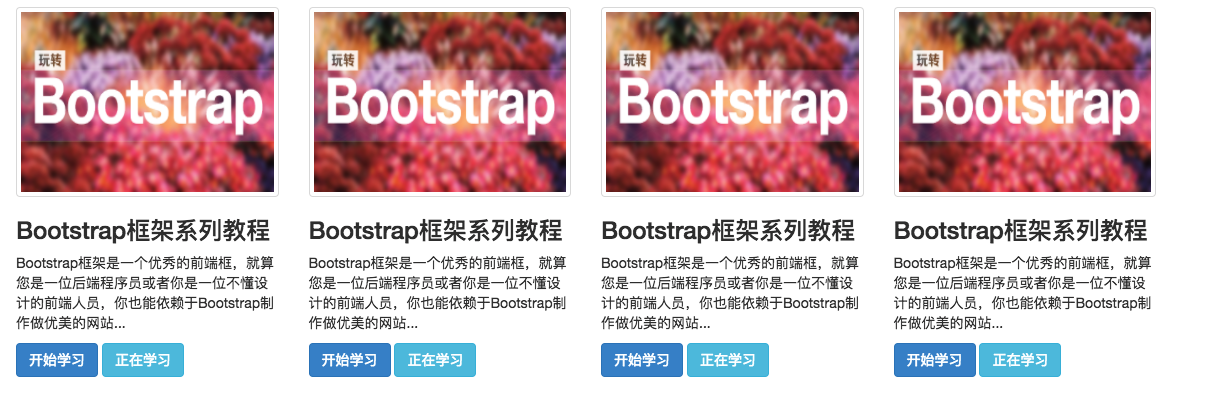 玩转
Bootstrap
玩转
Bootstrap
玩转
Bootstrap
玩转
Bootstrap
Bootstrap框架系列教程
Bootstrap框架是一个优秀的前端框，就算
您是一位后端程序员或者你是一位不懂设
计的前端人员，你也能依赖于Bootstrap制
作做优美的网站...
开始学习
正在学习
Bootstrap框架系列教程
Bootstrap框架是一个优秀的前端框，就算
您是一位后端程序员或者你是一位不懂设
计的前端人员，你也能依赖于Bootstrap制
作做优美的网站...
开始学习
正在学习
Bootstrap框架系列教程
Bootstrap框架是一个优秀的前端框，就算
您是一位后端程序员或者你是一位不懂设
计的前端人员，你也能依赖于Bootstrap制
作做优美的网站...
开始学习
正在学习
Bootstrap框架系列教程
Bootstrap框架是一个优秀的前端框，就算
您是一位后端程序员或者你是一位不懂设
计的前端人员，你也能依赖于Bootstrap制
作做优美的网站...
开始学习
正在学习